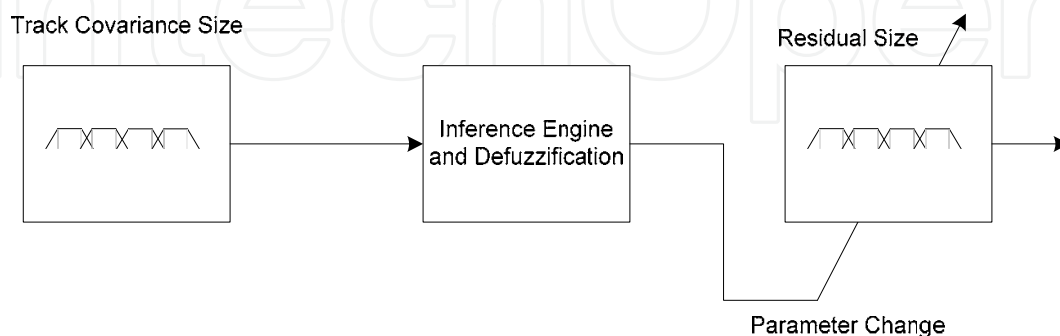 Track Covariance Size
Residual Size
Inference Engine
and Defuzzification
Parameter Change